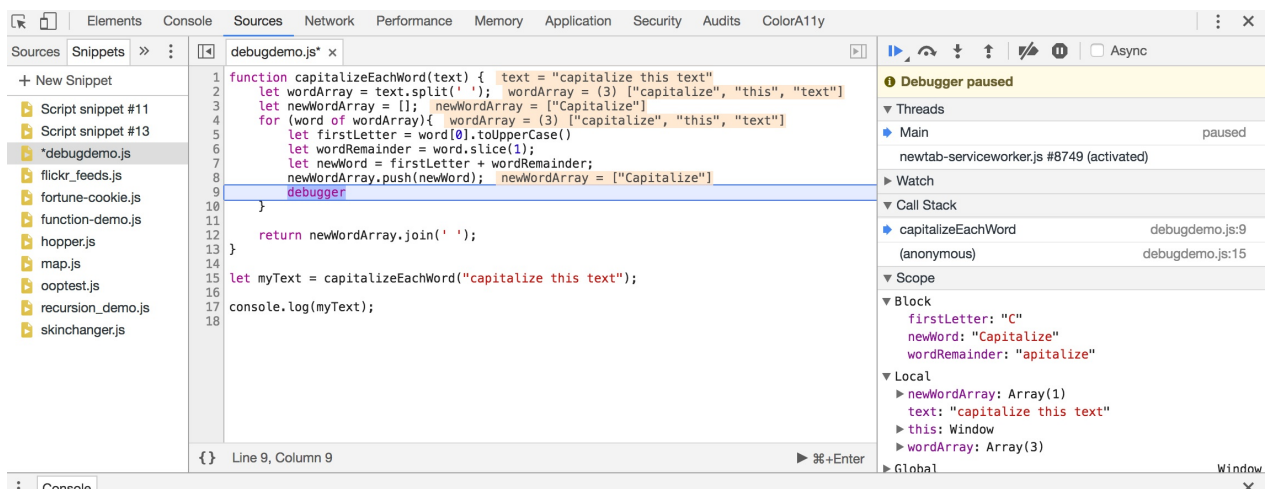 Elements Console Sources Network Performance Memory Application Security Audits ColorA11y
Sources Snippets »
+ New Snippet
Script snippet #11
Script snippet #13
*debugdemo.js
flickr_feeds.js
fortune-cookie.js
function-demo.js
hopper.js
map.js
ooptest.js
recursion_demo.js
skinchanger.js
debugdemo.js* ×
1 function capitalizeEachWord(text) { text = "capitalize this text"
2 let wordArray = text.split(' '); wordArray = (3) ["capitalize", "this", "text"]
3 let newWordArray = []; newWordArray = ["Capitalize"]
4 for (word of wordArray){ wordArray = (3) ["capitalize", "this", "text"]
5 let firstLetter = word[0].toUpperCase()
6 let wordRemainder = word.slice(1);
7 let newWord = firstLetter + wordRemainder;
8 newWordArray.push(newWord); newWordArray = ["Capitalize"]
9 debugger
10 }
11
12 return newWordArray.join(' ');
13 }
14
15 let myText = capitalizeEachWord("capitalize this text");
16
17 console.log(myText);
18
{} Line 9, Column 9 ⌘+Enter
Async
Debugger paused
Threads
Main paused
newtab-serviceworker.js #8749 (activated)
Watch
Call Stack
capitalizeEachWord debugdemo.js:9
(anonymous) debugdemo.js:15
Scope
Block
firstLetter: "C"
newWord: "Capitalize"
wordRemainder: "apitalize"
Local
newWordArray: Array(1)
text: "capitalize this text"
this: Window
wordArray: Array(3)
Global Window
Console